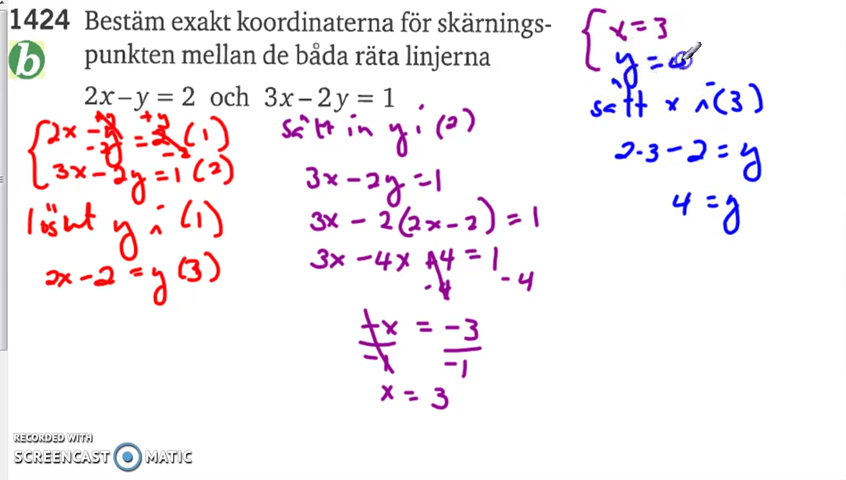 1424 Bestäm exakt koordinaterna för skärnings-
b punkten mellan de båda räta linjerna
2x – y = 2 och 3x – 2y = 1
2x - y = 2 (1)
+y +y
-2 -2
3x - 2y = 1 (2)
löst y i (1)
2x - 2 = y (3)
sätt in y i (2)
3x - 2y = 1
3x - 2(2x - 2) = 1
3x - 4x + 4 = 1
-4 -4
-x = -3
-1 -1
x = 3
x = 3
y =
sätt x i (3)
2·3 - 2 = y
4 = y
RECORDED WITH
SCREENCAST MATIC